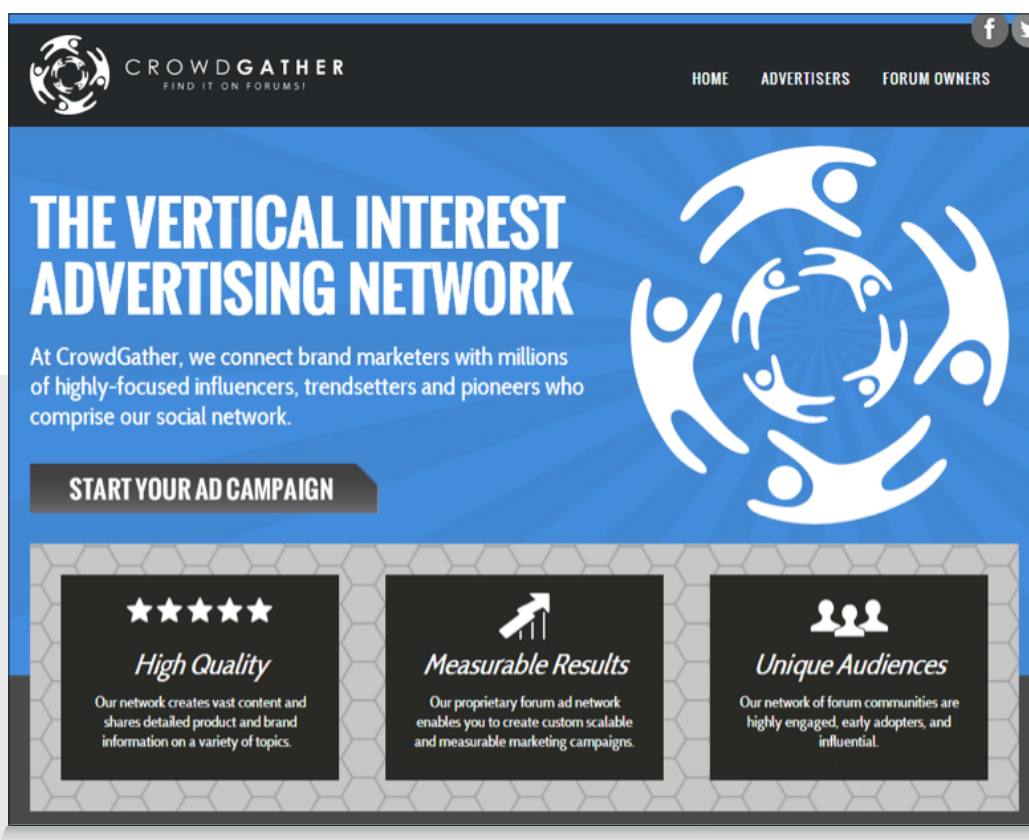 CROWDGATHER
FIND IT ON FORUMS!
HOME ADVERTISERS FORUM OWNERS
THE VERTICAL INTEREST
ADVERTISING NETWORK
At CrowdGather, we connect brand marketers with millions
of highly-focused influencers, trendsetters and pioneers who
comprise our social network.
START YOUR AD CAMPAIGN
High Quality
Our network creates vast content and
shares detailed product and brand
information on a variety of topics.
Measurable Results
Our proprietary forum ad network
enables you to create custom scalable
and measurable marketing campaigns.
Unique Audiences
Our network of forum communities are
highly engaged, early adopters, and
influential.